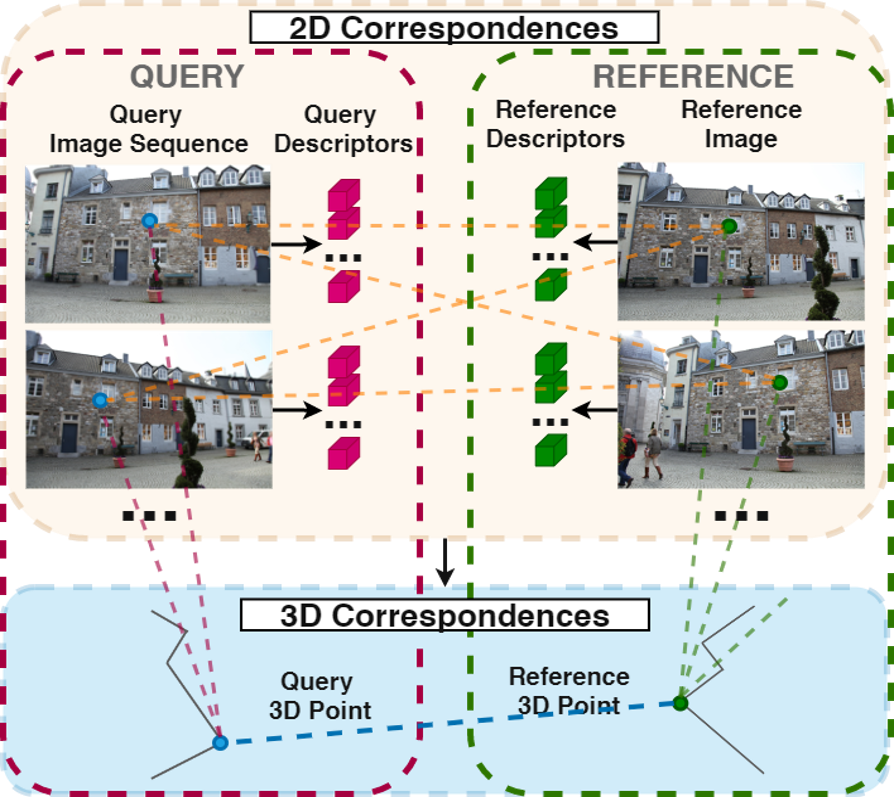 2D Correspondences
QUERY
REFERENCE
Query
Image Sequence
Query
Descriptors
Reference
Descriptors
Reference
Image
...
...
...
...
...
...
3D Correspondences
Query
3D Point
Reference
3D Point